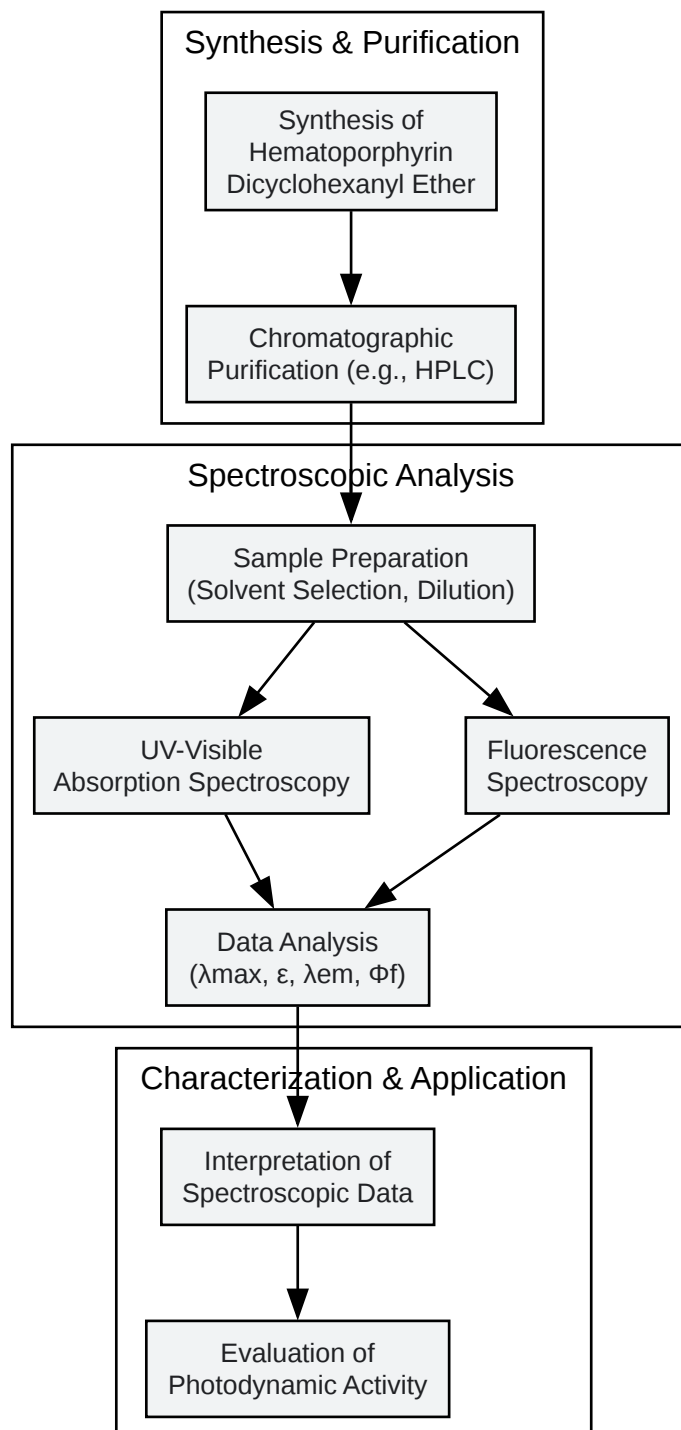 Synthesis & Purification
Synthesis of
Hematoporphyrin
Dicyclohexanyl Ether
Chromatographic
Purification (e.g., HPLC)
Spectroscopic Analysis
Sample Preparation
(Solvent Selection, Dilution)
UV-Visible
Absorption Spectroscopy
Fluorescence
Spectroscopy
Data Analysis
(λmax, ε, λem, Φf)
Characterization & Application
Interpretation of
Spectroscopic Data
Evaluation of
Photodynamic Activity